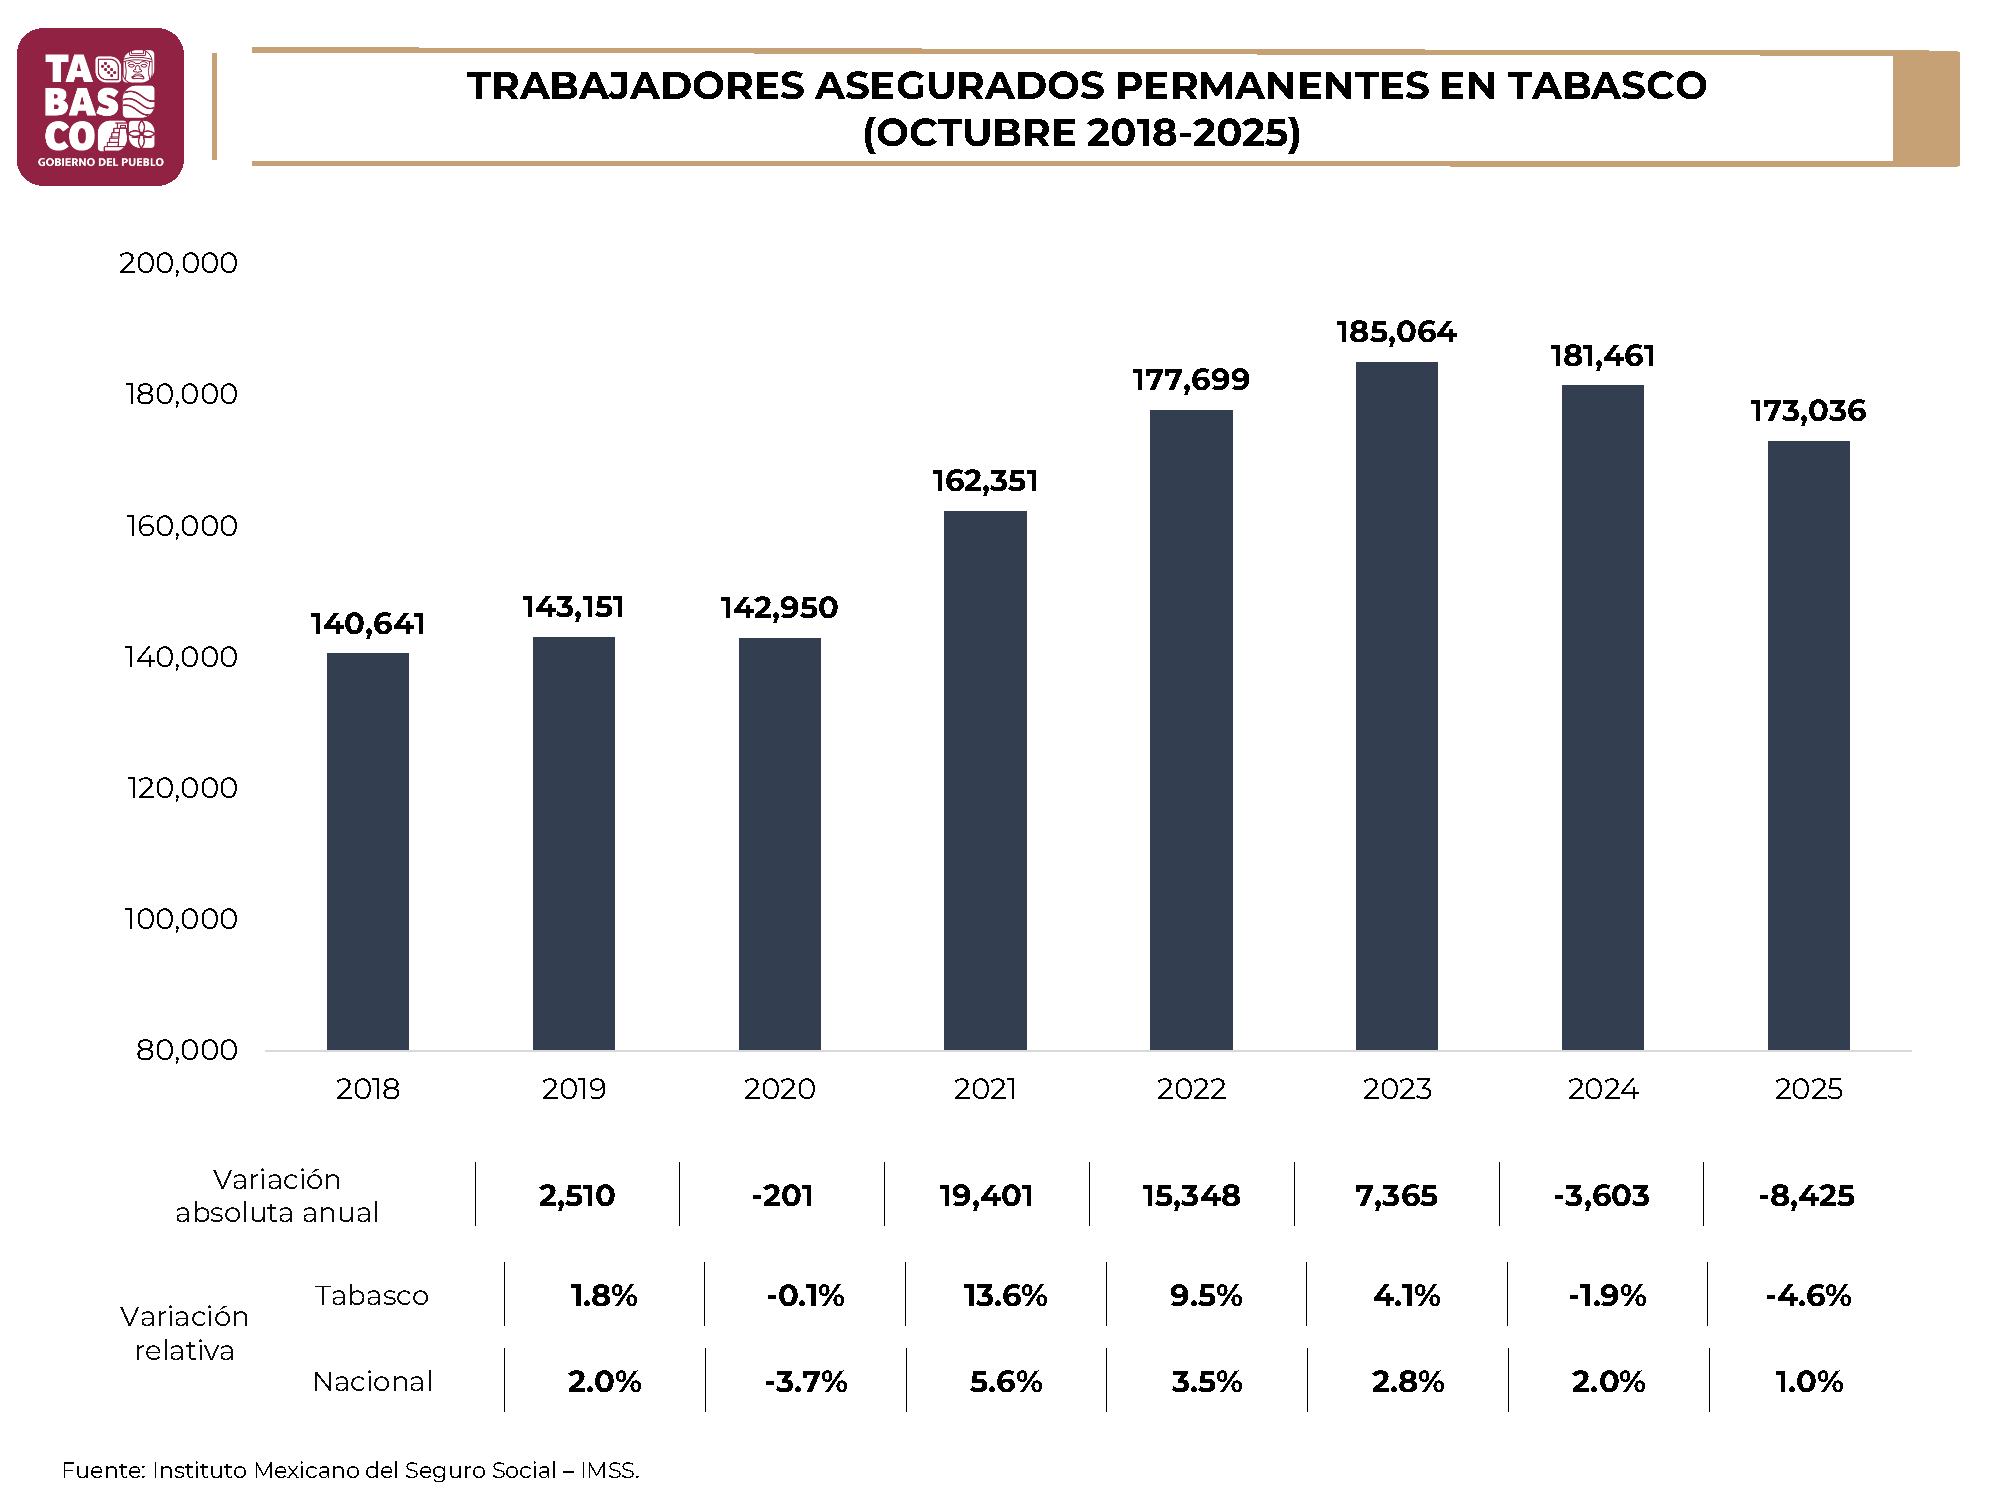 TA
BAS
CO
GOBIERNO DEL PUEBLO
TRABAJADORES ASEGURADOS PERMANENTES EN TABASCO
(OCTUBRE 2018-2025)
200,000
180,000
160,000
140,000
120,000
100,000
80,000
140,641
143,151
142,950
162,351
177,699
185,064
181,461
173,036
2018 2019 2020 2021 2022 2023 2024 2025
Variación
absoluta anual
2,510 -201 19,401 15,348 7,365 -3,603 -8,425
Variación
relativa
Tabasco 1.8% -0.1% 13.6% 9.5% 4.1% -1.9% -4.6%
Nacional 2.0% -3.7% 5.6% 3.5% 2.8% 2.0% 1.0%
Fuente: Instituto Mexicano del Seguro Social – IMSS.